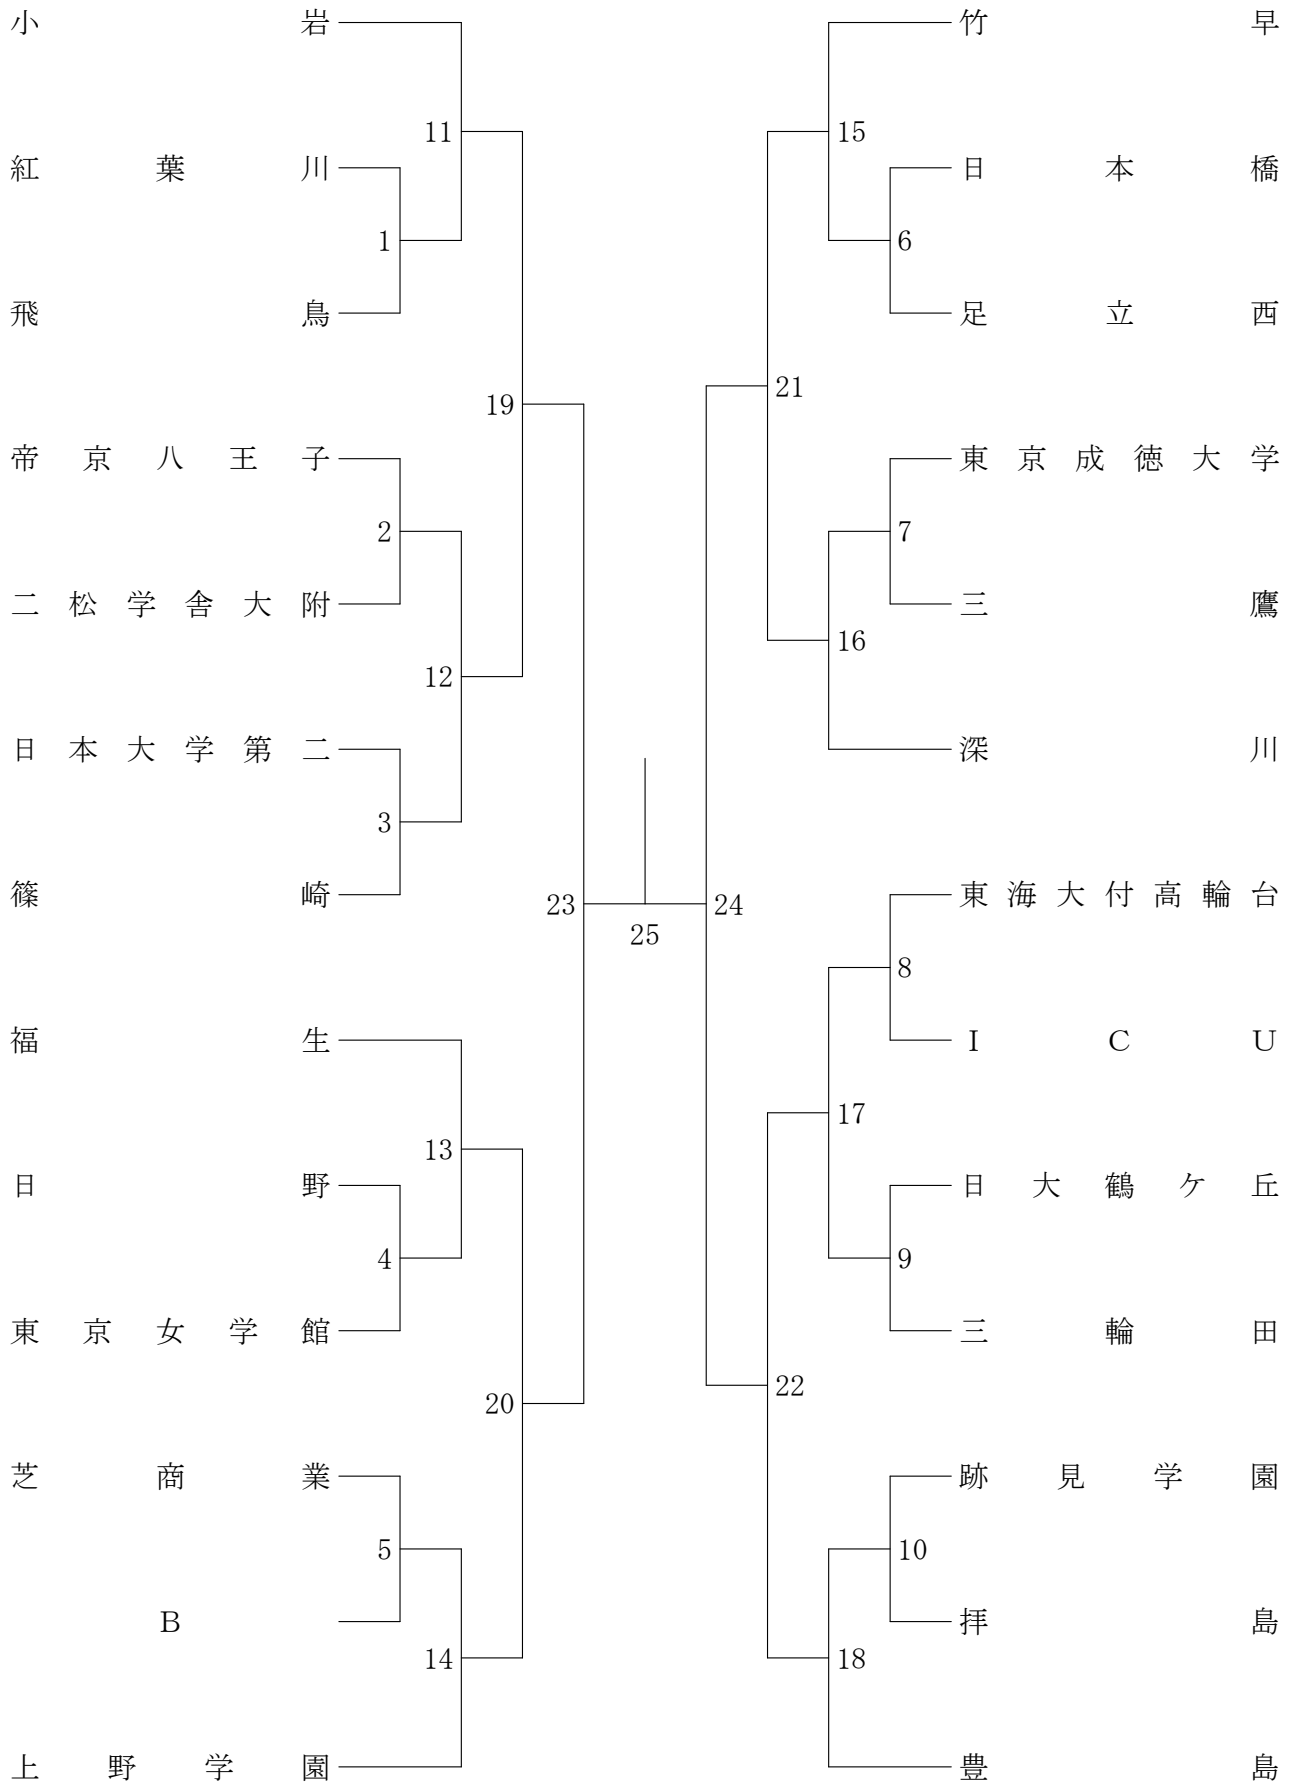 小岩
竹早
11
15
紅葉川
日本橋
1
6
飛鳥
足立西
19
21
帝京八王子
東京成徳大学
2
7
二松学舎大附
三鷹
12
16
日本大学第二
深川
3
篠崎
東海大付高輪台
23
24
25
8
福生
ICU
13
17
日野
日大鶴ケ丘
4
9
東京女学館
三輪田
20
22
芝商業
跡見学園
5
10
B
拝島
14
18
上野学園
豊島